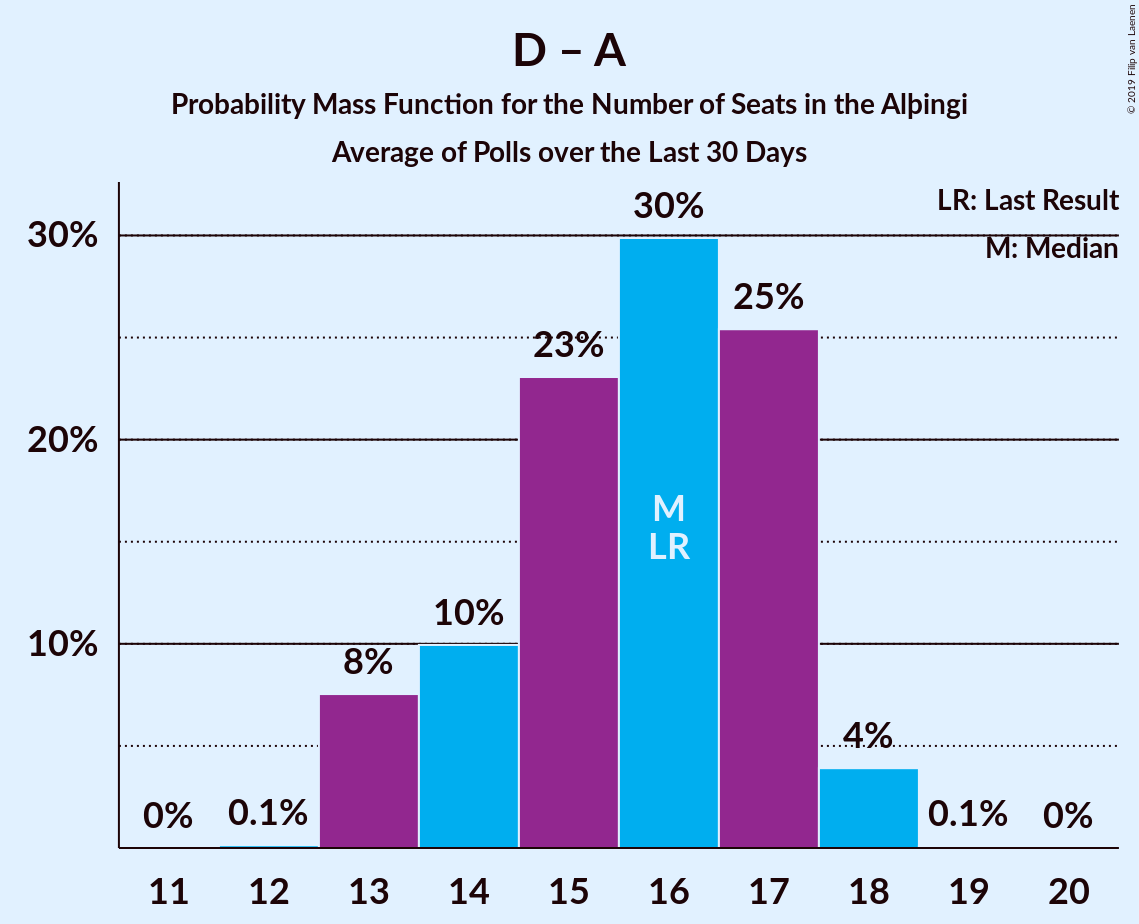 D – A
Probability Mass Function for the Number of Seats in the Alþingi
Average of Polls over the Last 30 Days
© 2019 Filip van Laenen
LR: Last Result
M: Median
30%
20%
10%
0%
0.1%
8%
10%
23%
30%
25%
4%
0.1%
0%
M
LR
11 12 13 14 15 16 17 18 19 20